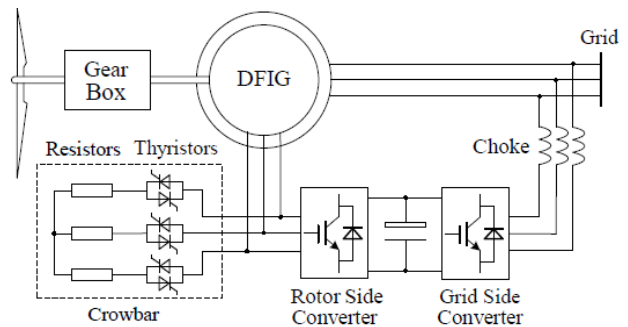 Grid
Gear
Box
DFIG
Choke
Resistors
Thyristors
Crowbar
Rotor Side
Converter
Grid Side
Converter